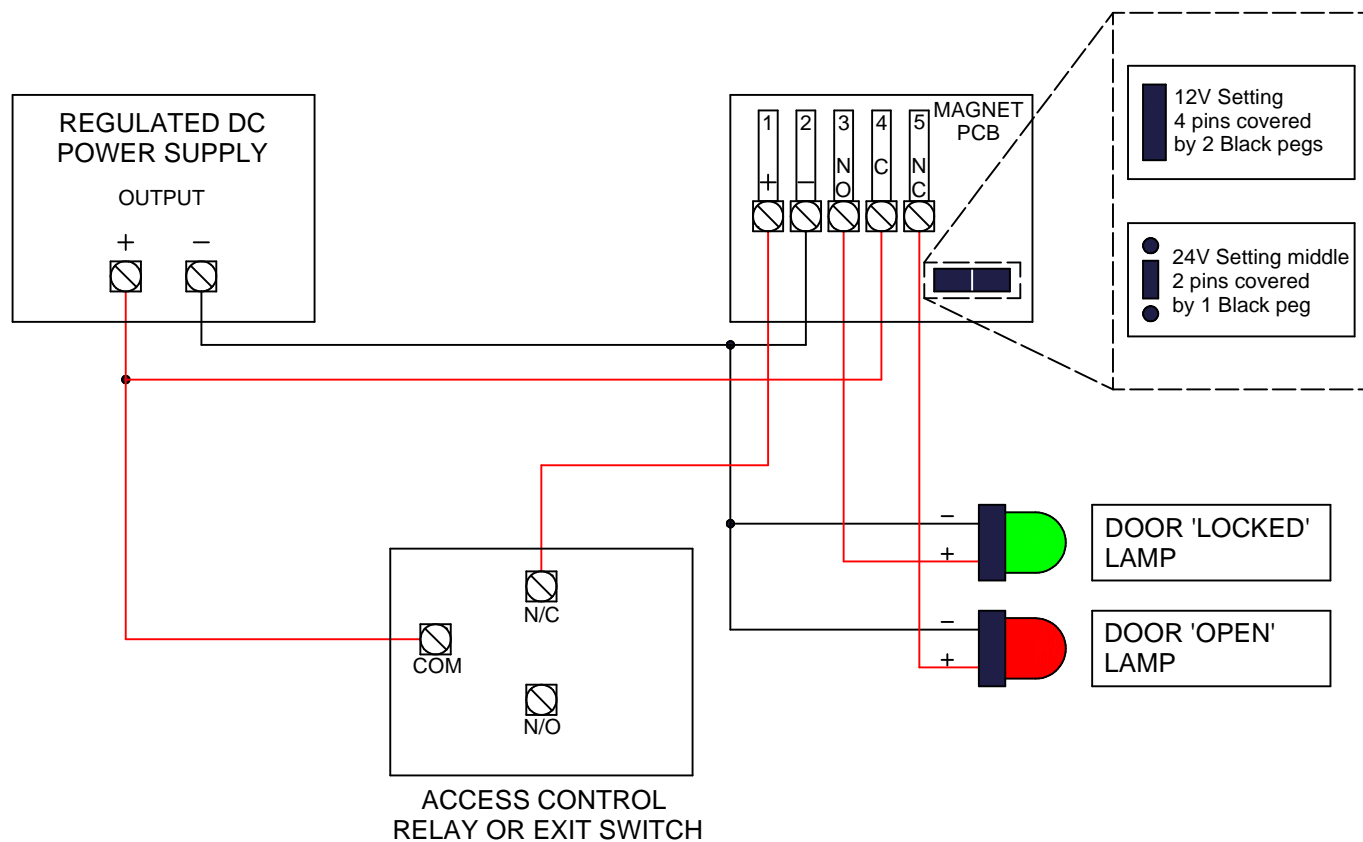 REGULATED DC
POWER SUPPLY
OUTPUT
+ −
MAGNET
PCB
1 2 3 4 5
+ − NO C NC
12V Setting
4 pins covered
by 2 Black pegs
24V Setting middle
2 pins covered
by 1 Black peg
N/C
COM
N/O
ACCESS CONTROL
RELAY OR EXIT SWITCH
−
+
DOOR 'LOCKED'
LAMP
−
+
DOOR 'OPEN'
LAMP